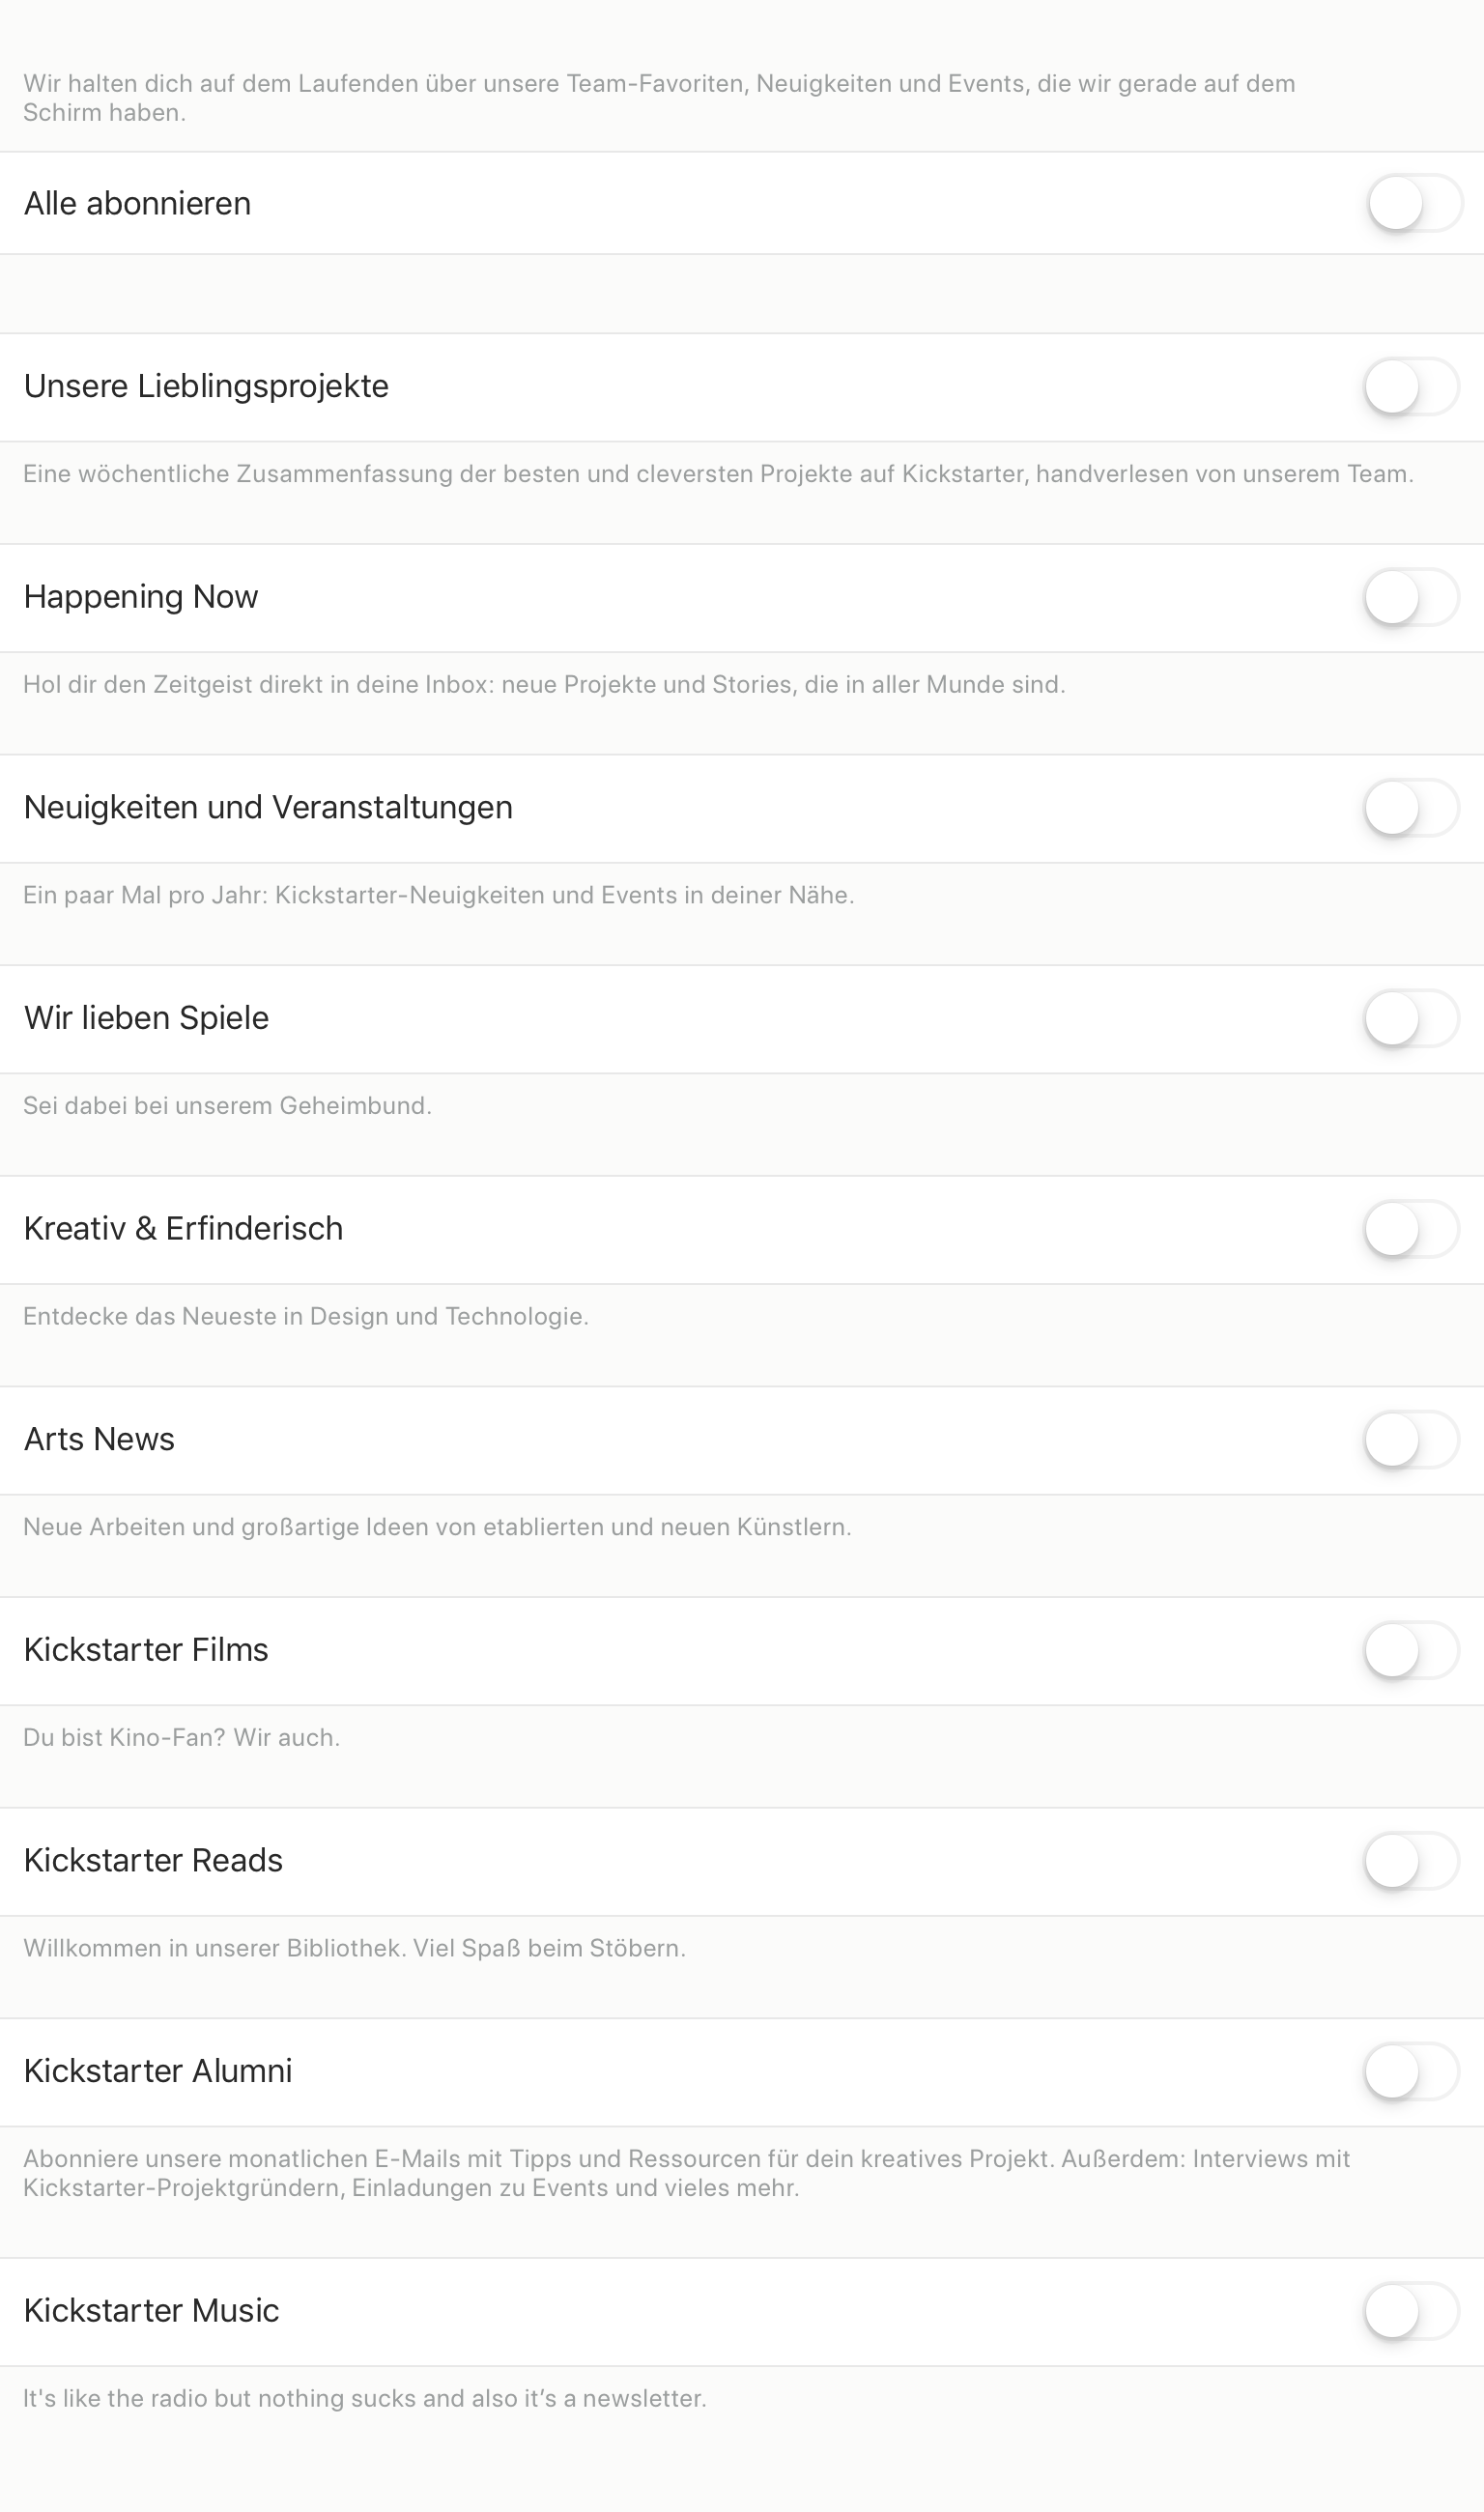 Wir halten dich auf dem Laufenden über unsere Team-Favoriten, Neuigkeiten und Events, die wir gerade auf dem
Schirm haben.
Alle abonnieren
Unsere Lieblingsprojekte
Eine wöchentliche Zusammenfassung der besten und cleversten Projekte auf Kickstarter, handverlesen von unserem Team.
Happening Now
Hol dir den Zeitgeist direkt in deine Inbox: neue Projekte und Stories, die in aller Munde sind.
Neuigkeiten und Veranstaltungen
Ein paar Mal pro Jahr: Kickstarter-Neuigkeiten und Events in deiner Nähe.
Wir lieben Spiele
Sei dabei bei unserem Geheimbund.
Kreativ & Erfinderisch
Entdecke das Neueste in Design und Technologie.
Arts News
Neue Arbeiten und großartige Ideen von etablierten und neuen Künstlern.
Kickstarter Films
Du bist Kino-Fan? Wir auch.
Kickstarter Reads
Willkommen in unserer Bibliothek. Viel Spaß beim Stöbern.
Kickstarter Alumni
Abonniere unsere monatlichen E-Mails mit Tipps und Ressourcen für dein kreatives Projekt. Außerdem: Interviews mit
Kickstarter-Projektgründern, Einladungen zu Events und vieles mehr.
Kickstarter Music
It's like the radio but nothing sucks and also it’s a newsletter.